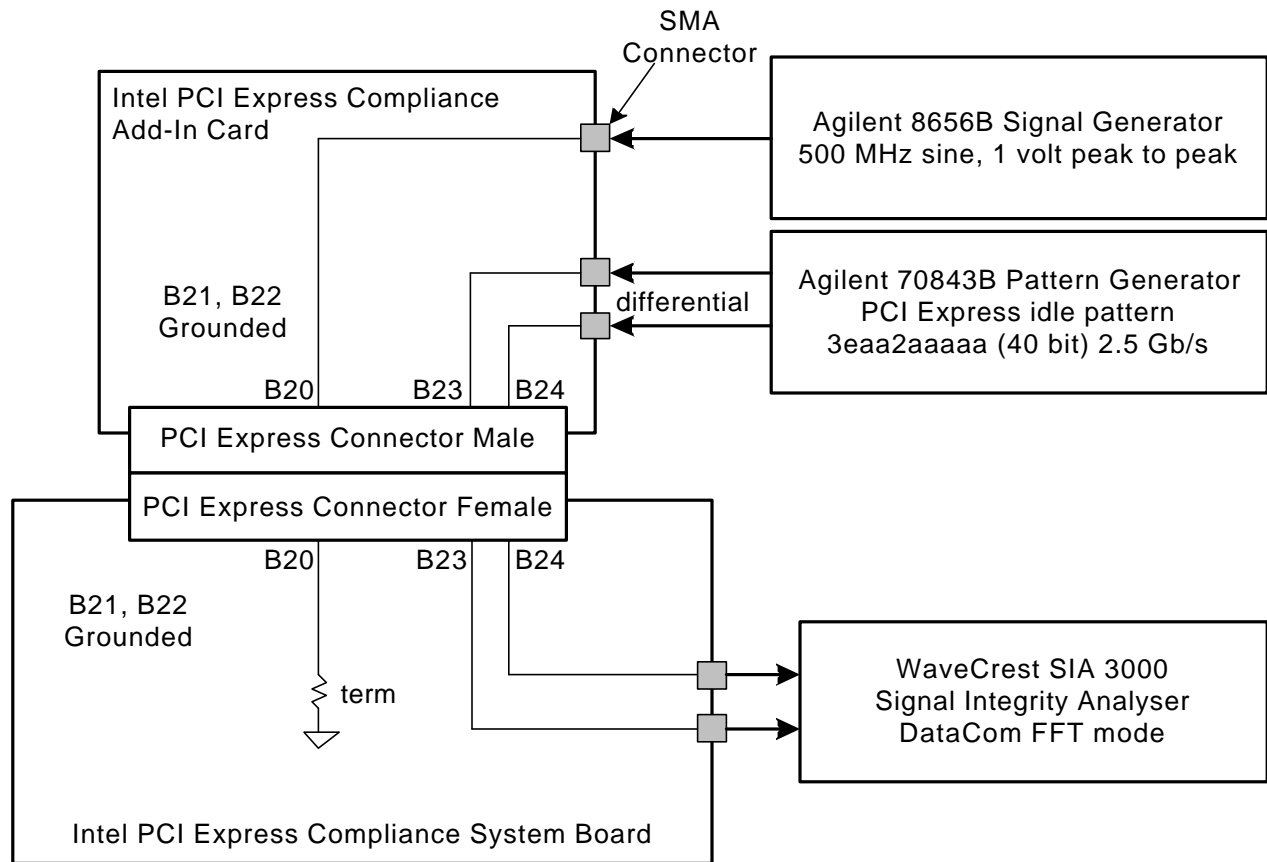 SMA
Connector
Intel PCI Express Compliance
Add-In Card
Agilent 8656B Signal Generator
500 MHz sine, 1 volt peak to peak
B21, B22
Grounded
differential
Agilent 70843B Pattern Generator
PCI Express idle pattern
3eaa2aaaaa (40 bit) 2.5 Gb/s
B20
B23
B24
PCI Express Connector Male
PCI Express Connector Female
B20
B23
B24
B21, B22
Grounded
term
WaveCrest SIA 3000
Signal Integrity Analyser
DataCom FFT mode
Intel PCI Express Compliance System Board